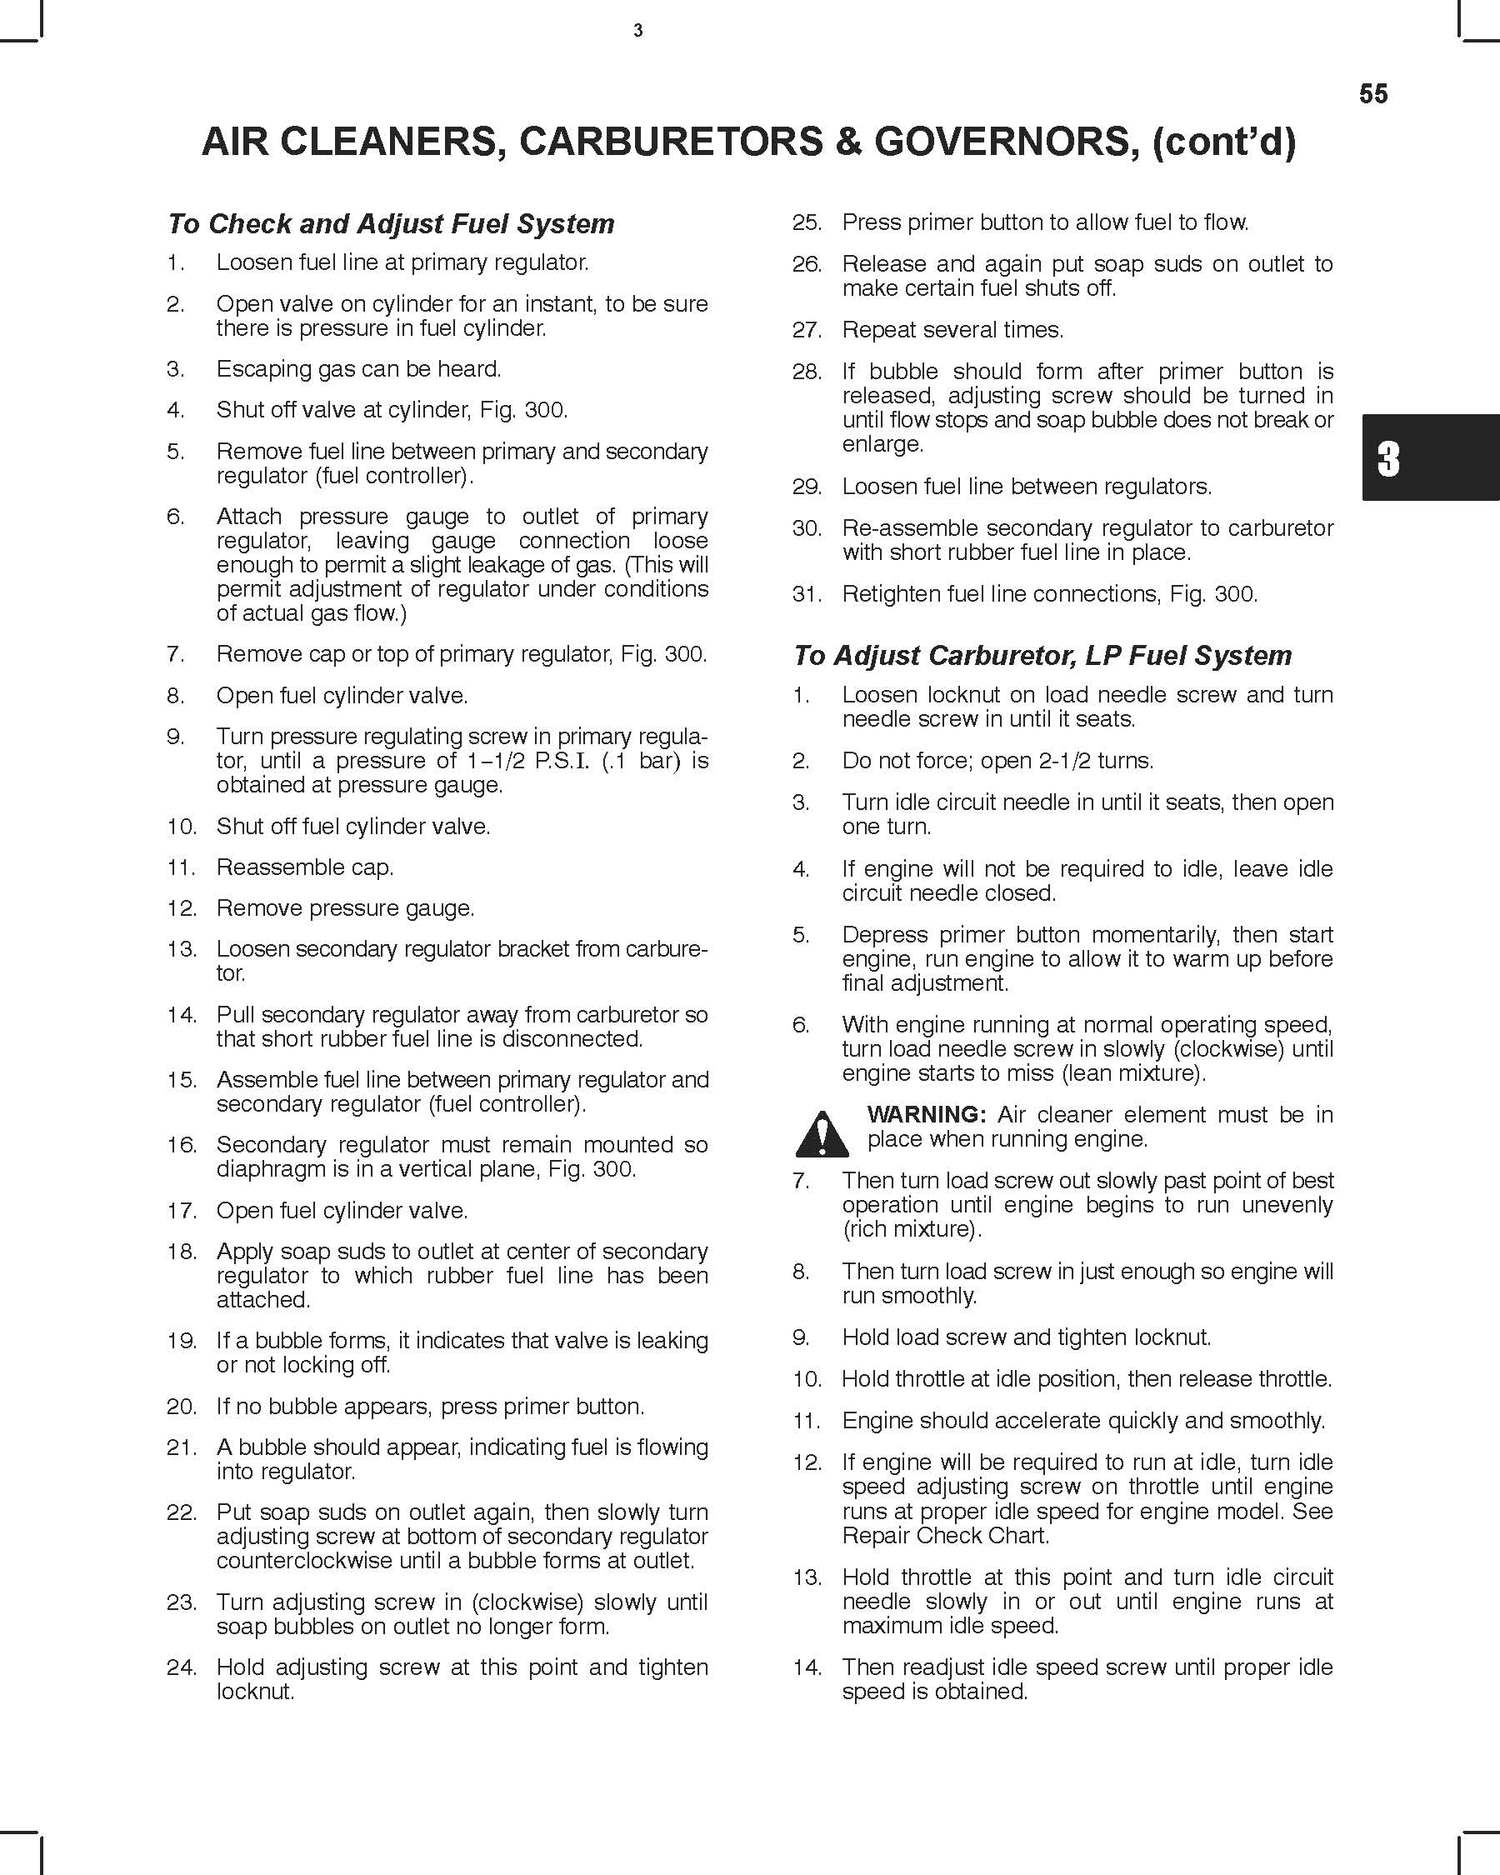 3
55
AIR CLEANERS, CARBURETORS & GOVERNORS, (cont’d)
To Check and Adjust Fuel System
1. Loosen fuel line at primary regulator.
2. Open valve on cylinder for an instant, to be sure
there is pressure in fuel cylinder.
3. Escaping gas can be heard.
4. Shut off valve at cylinder, Fig. 300.
5. Remove fuel line between primary and secondary
regulator (fuel controller).
6. Attach pressure gauge to outlet of primary
regulator, leaving gauge connection loose
enough to permit a slight leakage of gas. (This will
permit adjustment of regulator under conditions
of actual gas flow.)
7. Remove cap or top of primary regulator, Fig. 300.
8. Open fuel cylinder valve.
9. Turn pressure regulating screw in primary regula-
tor, until a pressure of 1–1/2 P.S.I. (.1 bar) is
obtained at pressure gauge.
10. Shut off fuel cylinder valve.
11. Reassemble cap.
12. Remove pressure gauge.
13. Loosen secondary regulator bracket from carbure-
tor.
14. Pull secondary regulator away from carburetor so
that short rubber fuel line is disconnected.
15. Assemble fuel line between primary regulator and
secondary regulator (fuel controller).
16. Secondary regulator must remain mounted so
diaphragm is in a vertical plane, Fig. 300.
17. Open fuel cylinder valve.
18. Apply soap suds to outlet at center of secondary
regulator to which rubber fuel line has been
attached.
19. If a bubble forms, it indicates that valve is leaking
or not locking off.
20. If no bubble appears, press primer button.
21. A bubble should appear, indicating fuel is flowing
into regulator.
22. Put soap suds on outlet again, then slowly turn
adjusting screw at bottom of secondary regulator
counterclockwise until a bubble forms at outlet.
23. Turn adjusting screw in (clockwise) slowly until
soap bubbles on outlet no longer form.
24. Hold adjusting screw at this point and tighten
locknut.
25. Press primer button to allow fuel to flow.
26. Release and again put soap suds on outlet to
make certain fuel shuts off.
27. Repeat several times.
28. If bubble should form after primer button is
released, adjusting screw should be turned in
until flow stops and soap bubble does not break or
enlarge.
29. Loosen fuel line between regulators.
30. Re-assemble secondary regulator to carburetor
with short rubber fuel line in place.
31. Retighten fuel line connections, Fig. 300.
3
To Adjust Carburetor, LP Fuel System
1. Loosen locknut on load needle screw and turn
needle screw in until it seats.
2. Do not force; open 2-1/2 turns.
3. Turn idle circuit needle in until it seats, then open
one turn.
4. If engine will not be required to idle, leave idle
circuit needle closed.
5. Depress primer button momentarily, then start
engine, run engine to allow it to warm up before
final adjustment.
6. With engine running at normal operating speed,
turn load needle screw in slowly (clockwise) until
engine starts to miss (lean mixture).
WARNING: Air cleaner element must be in
place when running engine.
7. Then turn load screw out slowly past point of best
operation until engine begins to run unevenly
(rich mixture).
8. Then turn load screw in just enough so engine will
run smoothly.
9. Hold load screw and tighten locknut.
10. Hold throttle at idle position, then release throttle.
11. Engine should accelerate quickly and smoothly.
12. If engine will be required to run at idle, turn idle
speed adjusting screw on throttle until engine
runs at proper idle speed for engine model. See
Repair Check Chart.
13. Hold throttle at this point and turn idle circuit
needle slowly in or out until engine runs at
maximum idle speed.
14. Then readjust idle speed screw until proper idle
speed is obtained.